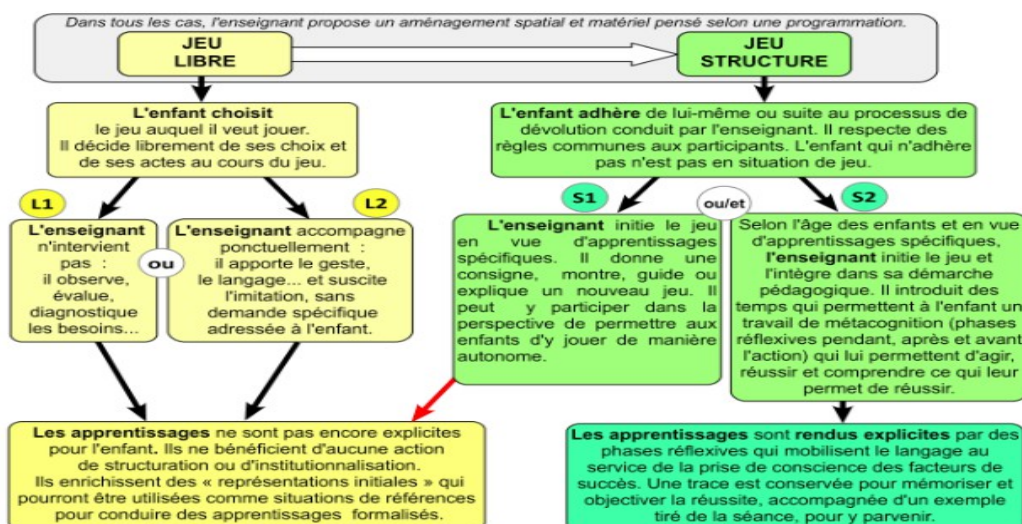 Dans tous les cas, l'enseignant propose un aménagement spatial et matériel pensé selon une programmation.
JEU
LIBRE
JEU
STRUCTURE
L'enfant choisit
le jeu auquel il veut jouer.
Il décide librement de ses choix et
de ses actes au cours du jeu.
L'enfant adhère de lui-même ou suite au processus de
dévolution conduit par l'enseignant. Il respecte des
règles communes aux participants. L'enfant qui n'adhère
pas n'est pas en situation de jeu.
L1
L'enseignant
n'intervient
pas :
il observe,
évalue,
diagnostique
les besoins...
ou
L2
L'enseignant accompagne
ponctuellement :
il apporte le geste,
le langage... et suscite
l'imitation, sans
demande spécifique
adressée à l'enfant.
S1
L'enseignant initie le jeu
en vue d'apprentissages
spécifiques. Il donne une
consigne, montre, guide ou
explique un nouveau jeu. Il
peut y participer dans la
perspective de permettre aux
enfants d'y jouer de manière
autonome.
ou/et
S2
Selon l'âge des enfants et en vue
d'apprentissages spécifiques,
l'enseignant initie le jeu et
l'intègre dans sa démarche
pédagogique. Il introduit des
temps qui permettent à l'enfant un
travail de métacognition (phases
réflexives pendant, après et avant
l'action) qui lui permettent d'agir,
réussir et comprendre ce qui leur
permet de réussir.
Les apprentissages ne sont pas encore explicites
pour l'enfant. Ils ne bénéficient d'aucune action
de structuration ou d'institutionnalisation.
Ils enrichissent des « représentations initiales » qui
pourront être utilisées comme situations de références
pour conduire des apprentissages formalisés.
Les apprentissages sont rendus explicites par des
phases réflexives qui mobilisent le langage au
service de la prise de conscience des facteurs de
succès. Une trace est conservée pour mémoriser et
objectiver la réussite, accompagnée d'un exemple
tiré de la séance, pour y parvenir.